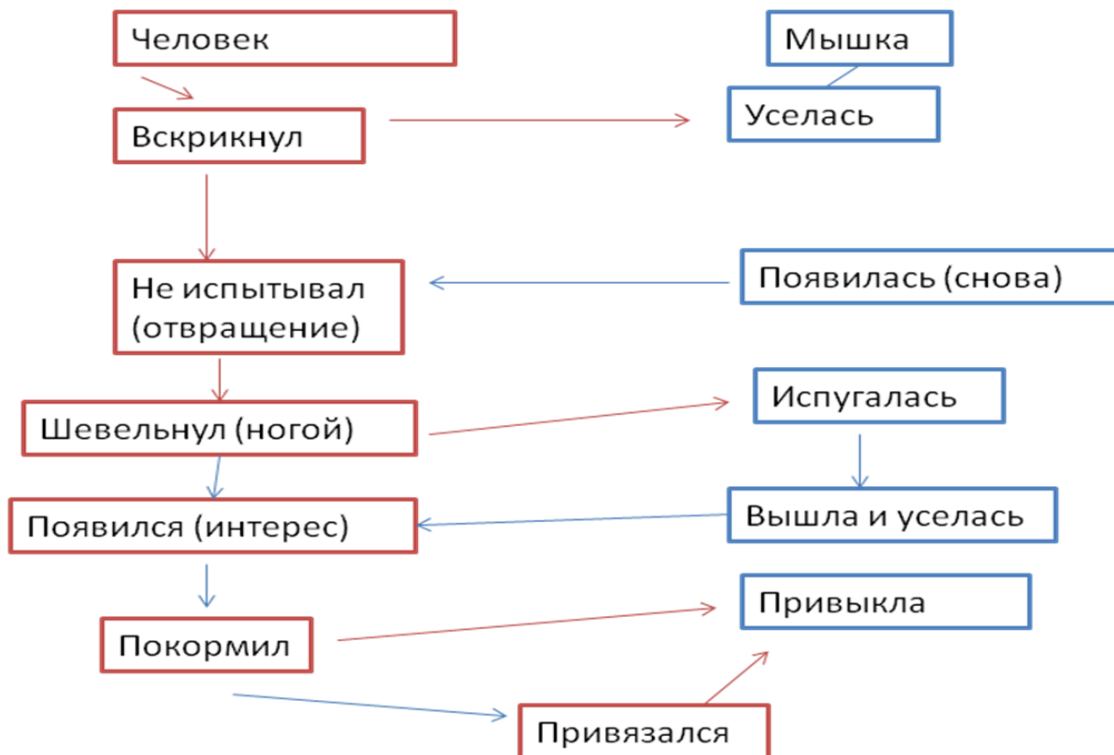 Человек
Мышка
Уселась
Вскрикнул
Не испытывал
(отвращение)
Появилась (снова)
Испугалась
Шевельнул (ногой)
Появился (интерес)
Вышла и уселась
Привыкла
Покормил
Привязался